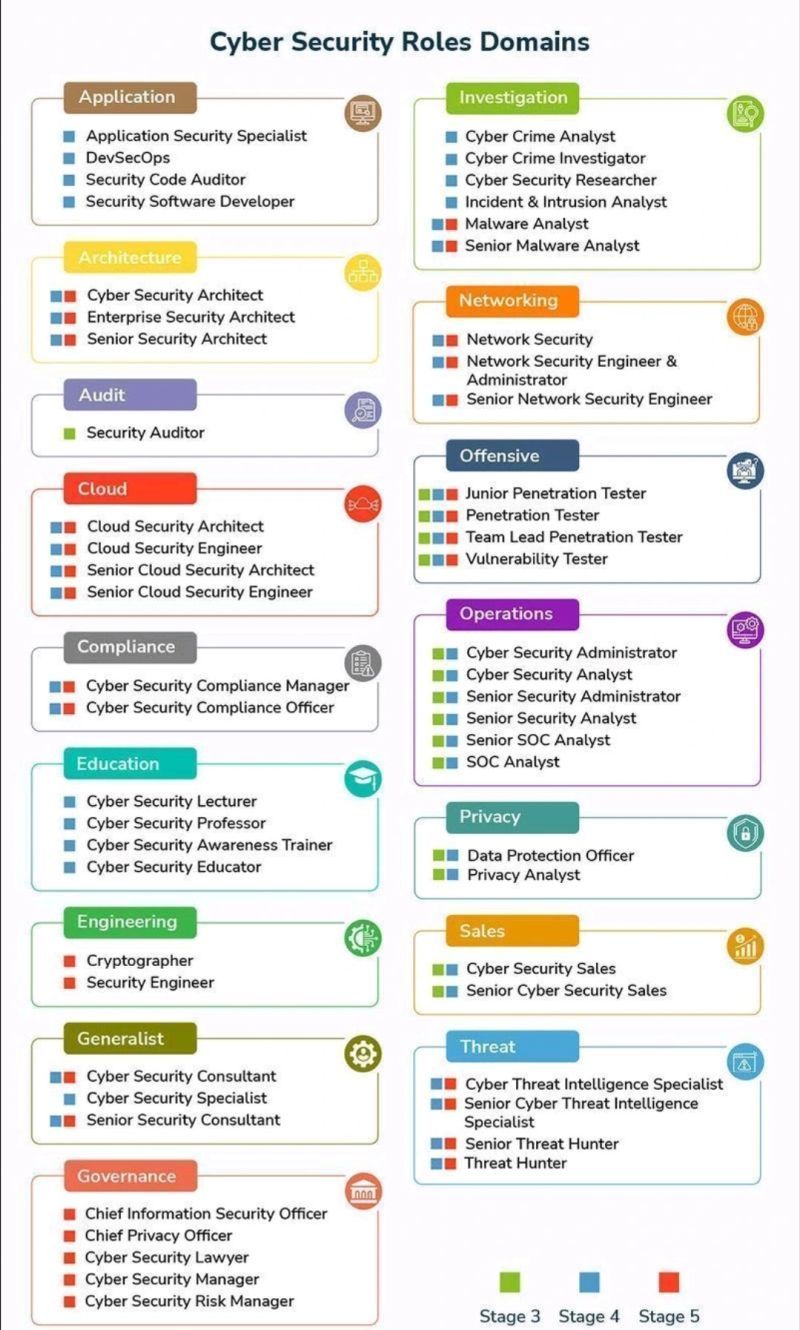 Cyber Security Roles Domains
Application
Application Security Specialist
DevSecOps
Security Code Auditor
Security Software Developer
Architecture
Cyber Security Architect
Enterprise Security Architect
Senior Security Architect
Audit
Security Auditor
Cloud
Cloud Security Architect
Cloud Security Engineer
Senior Cloud Security Architect
Senior Cloud Security Engineer
Compliance
Cyber Security Compliance Manager
Cyber Security Compliance Officer
Education
Cyber Security Lecturer
Cyber Security Professor
Cyber Security Awareness Trainer
Cyber Security Educator
Engineering
Cryptographer
Security Engineer
Generalist
Cyber Security Consultant
Cyber Security Specialist
Senior Security Consultant
Governance
Chief Information Security Officer
Chief Privacy Officer
Cyber Security Lawyer
Cyber Security Manager
Cyber Security Risk Manager
Investigation
Cyber Crime Analyst
Cyber Crime Investigator
Cyber Security Researcher
Incident & Intrusion Analyst
Malware Analyst
Senior Malware Analyst
Networking
Network Security
Network Security Engineer &
Administrator
Senior Network Security Engineer
Offensive
Junior Penetration Tester
Penetration Tester
Team Lead Penetration Tester
Vulnerability Tester
Operations
Cyber Security Administrator
Cyber Security Analyst
Senior Security Administrator
Senior Security Analyst
Senior SOC Analyst
SOC Analyst
Privacy
Data Protection Officer
Privacy Analyst
Sales
Cyber Security Sales
Senior Cyber Security Sales
Threat
Cyber Threat Intelligence Specialist
Senior Cyber Threat Intelligence
Specialist
Senior Threat Hunter
Threat Hunter
Stage 3 Stage 4 Stage 5